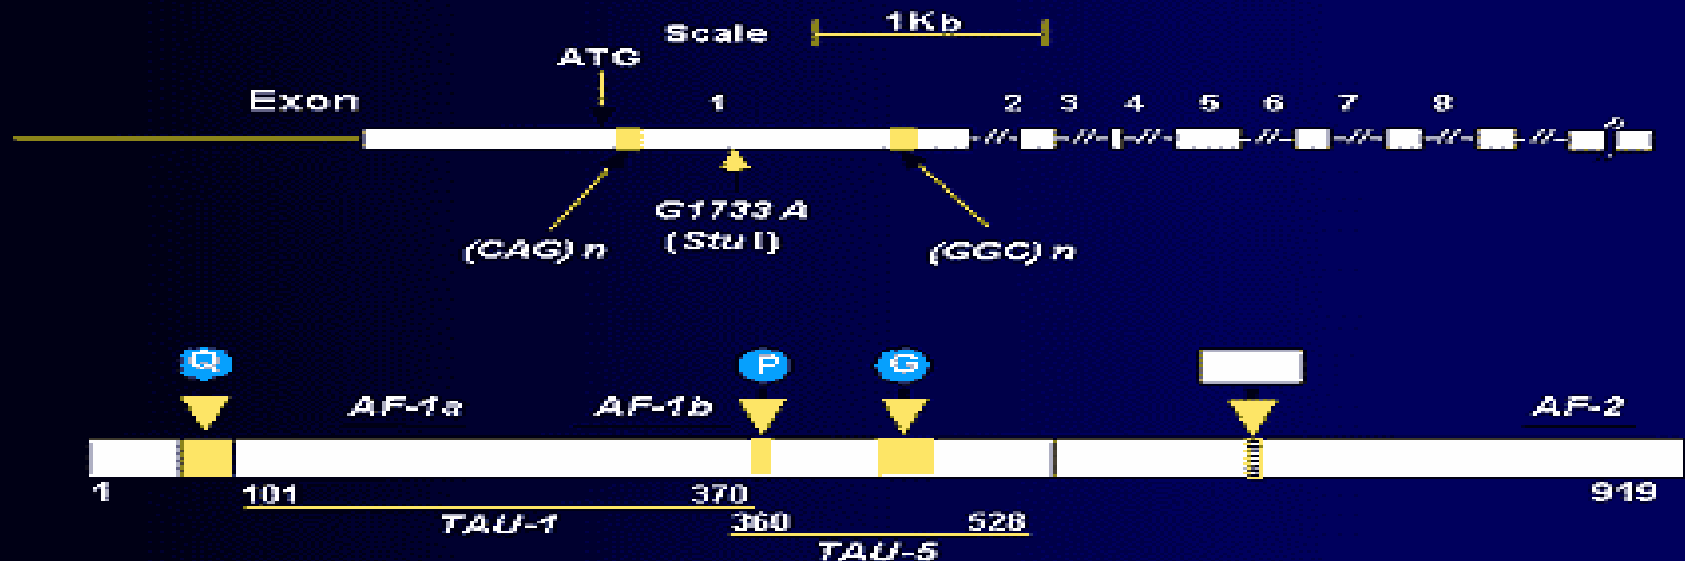 Scale 1Kb
ATG
Exon 1 2 3 4 5 6 7 8
G1733 A
(Stu I)
(CAG) n (GGC) n
Q P G
AF-1a AF-1b AF-2
1 101 370 919
TAU-1 360 528
TAU-5